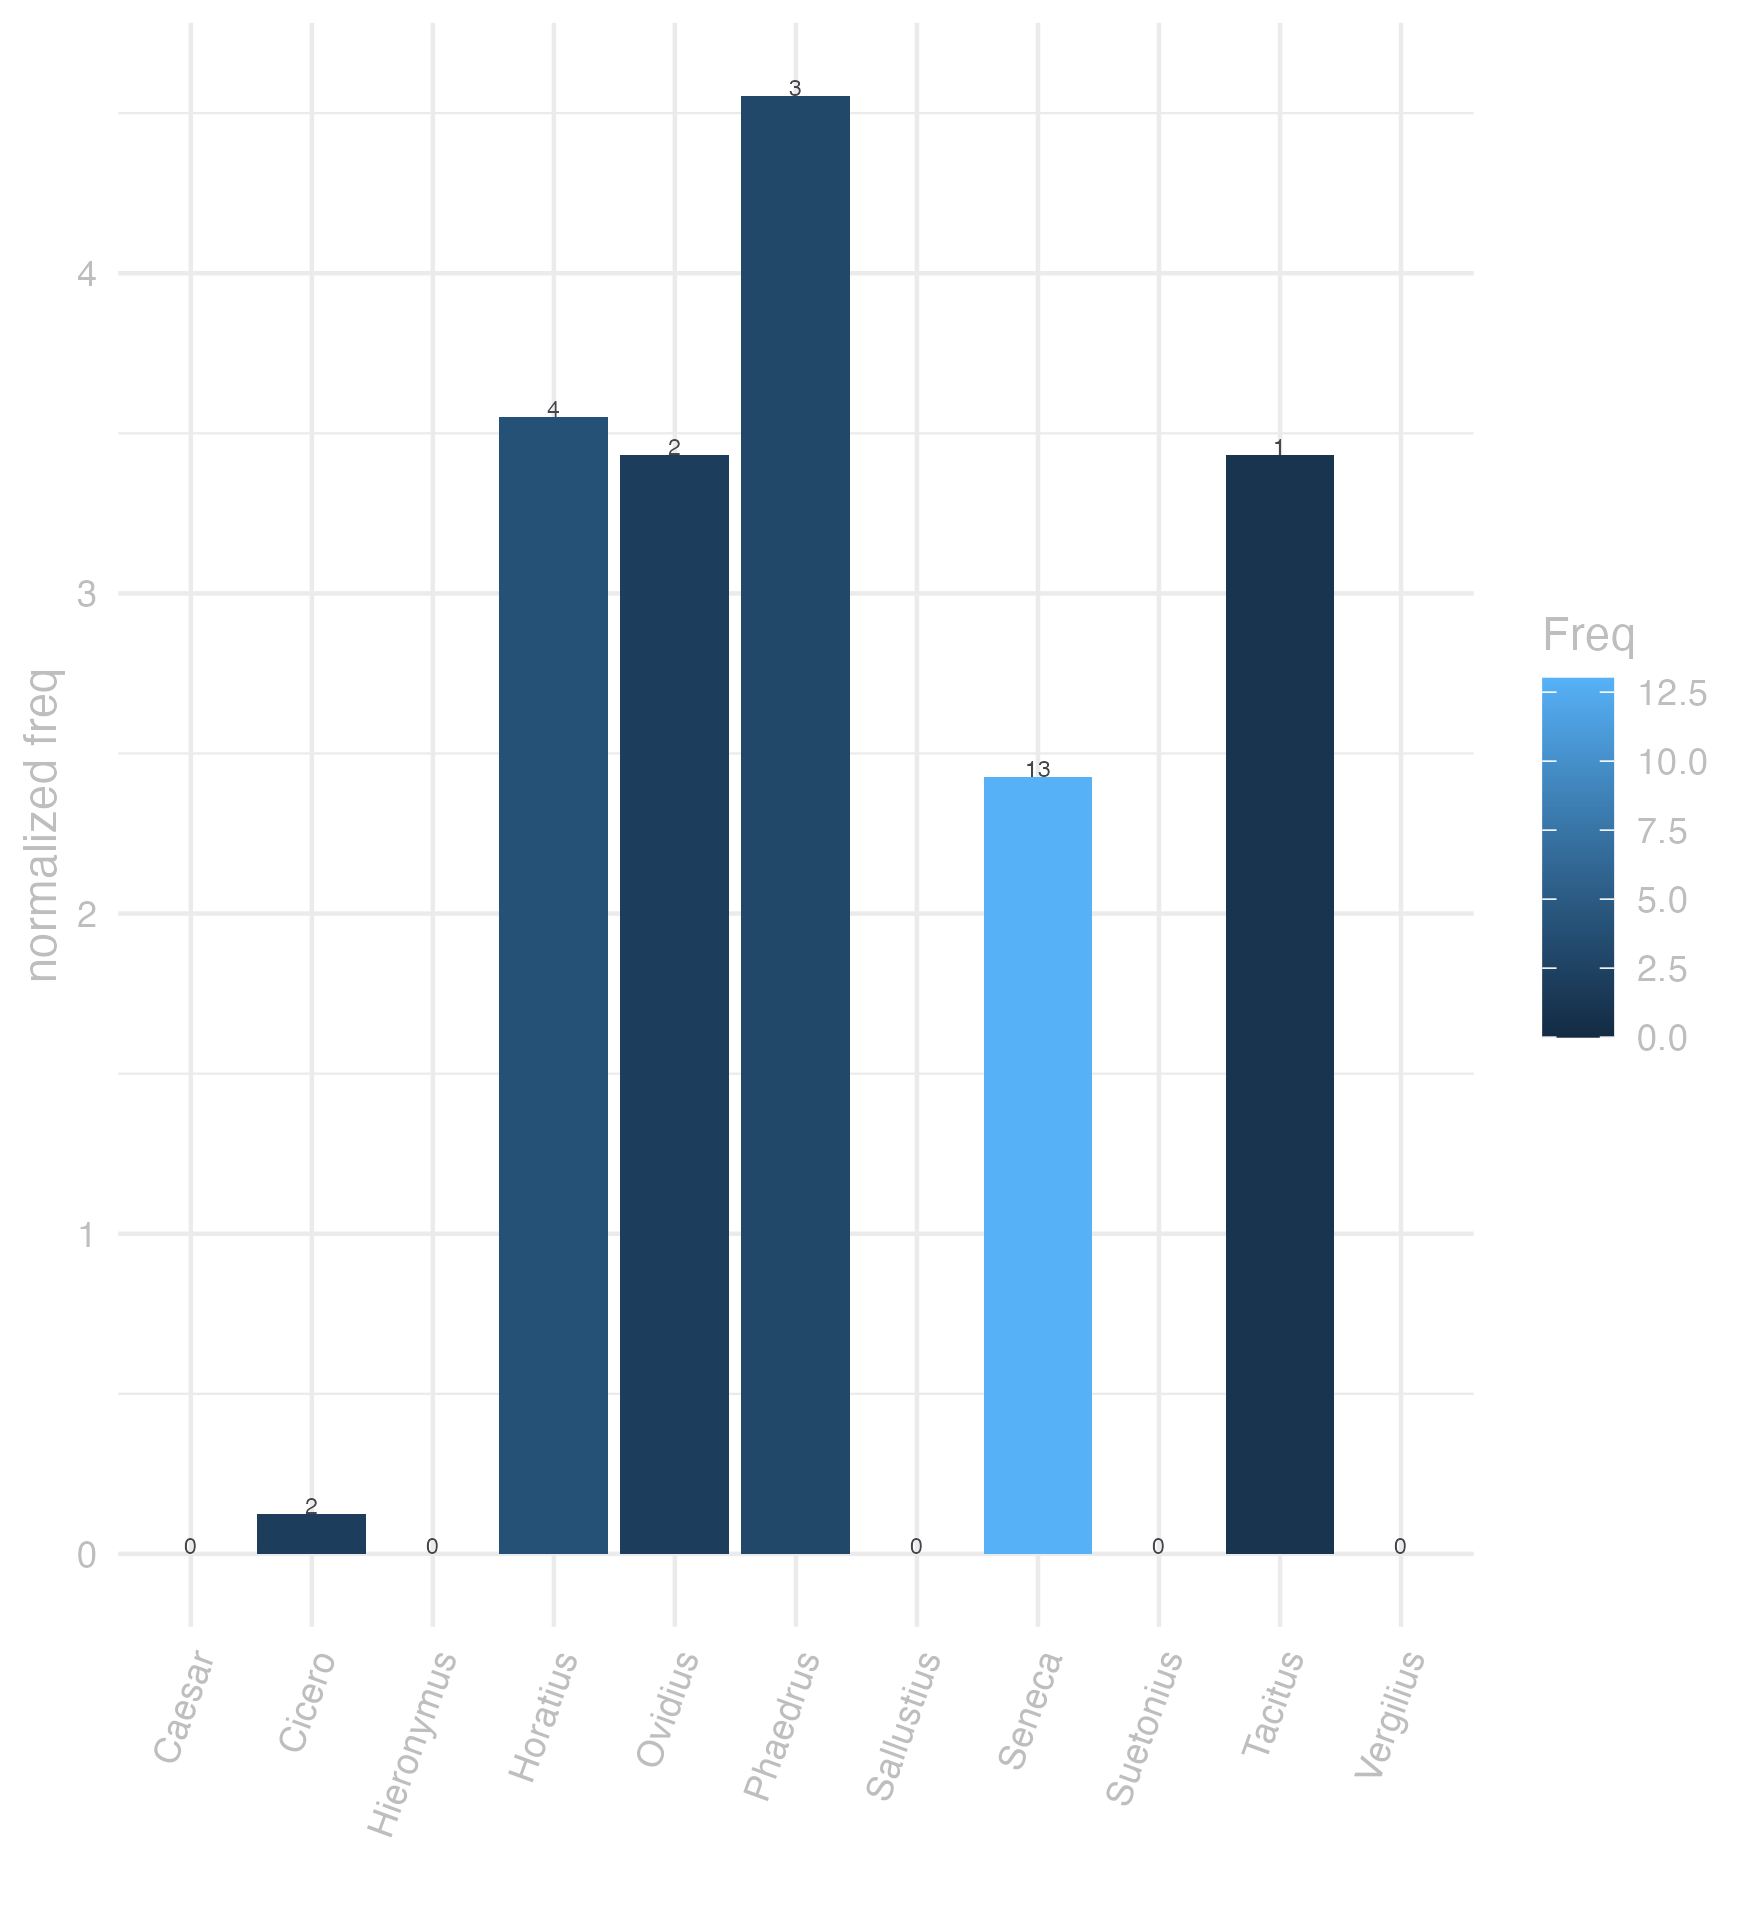 normalized freq
4
3
2
1
0
3
4
2
1
13
2
0
0
0
0
0
Caesar
Cicero
Hieronymus
Horatius
Ovidius
Phaedrus
Sallustius
Seneca
Suetonius
Tacitus
Vergilius
Freq
12.5
10.0
7.5
5.0
2.5
0.0